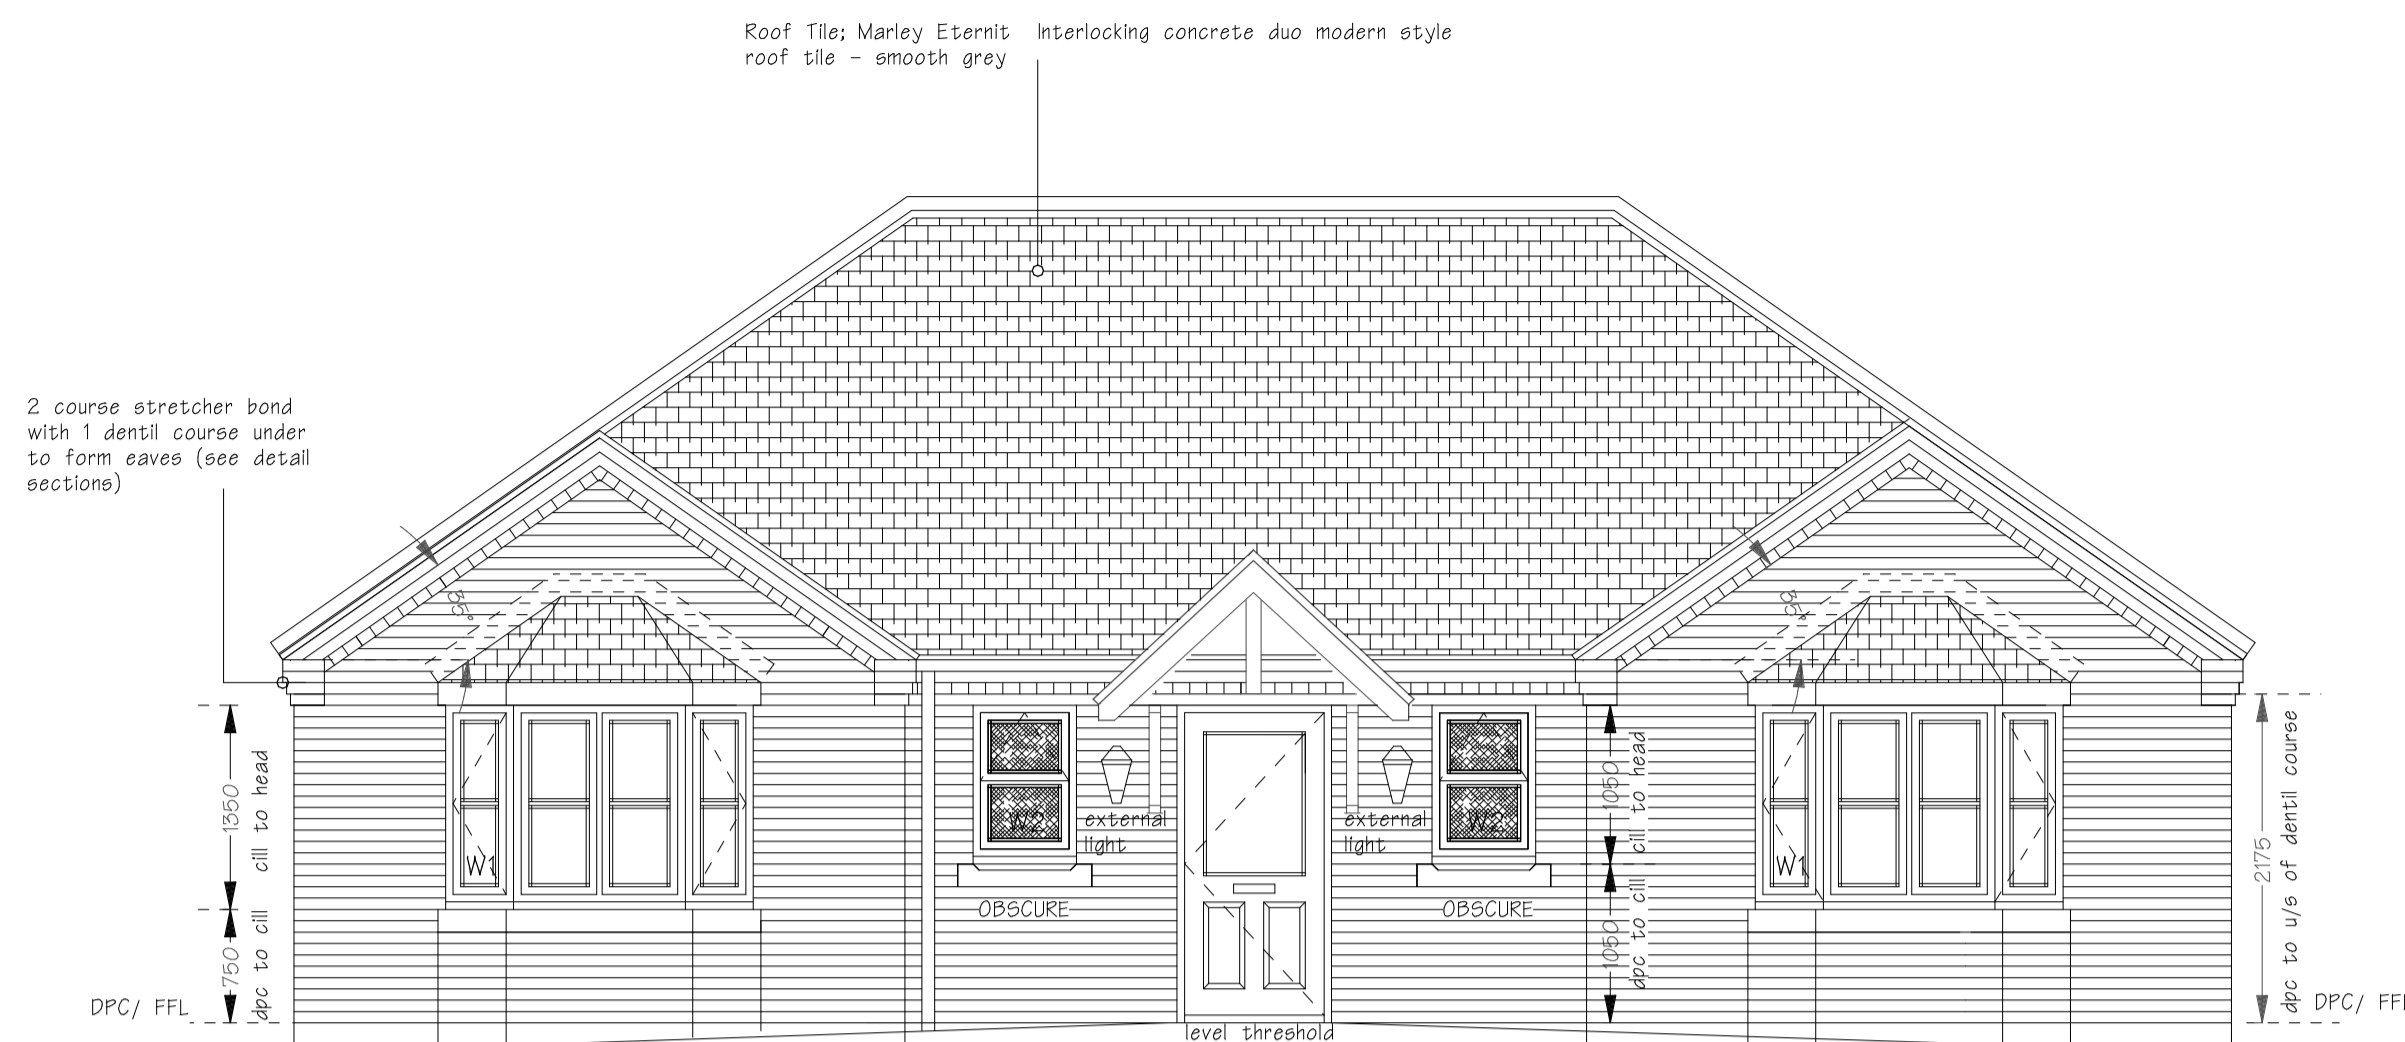 Roof Tile; Marley Eternit Interlocking concrete duo modern style
roof tile - smooth grey
2 course stretcher bond
with 1 dentil course under
to form eaves (see detail
sections)
35°
35°
1350
cill to head
750
dpc to cill
DPC/ FFL
W1
W2
external
light
OBSCURE
external
light
W2
OBSCURE
1050
cill to head
1050
dpc to cill
W1
2175
dpc to u/s of dentil course
DPC/ FFL
level threshold